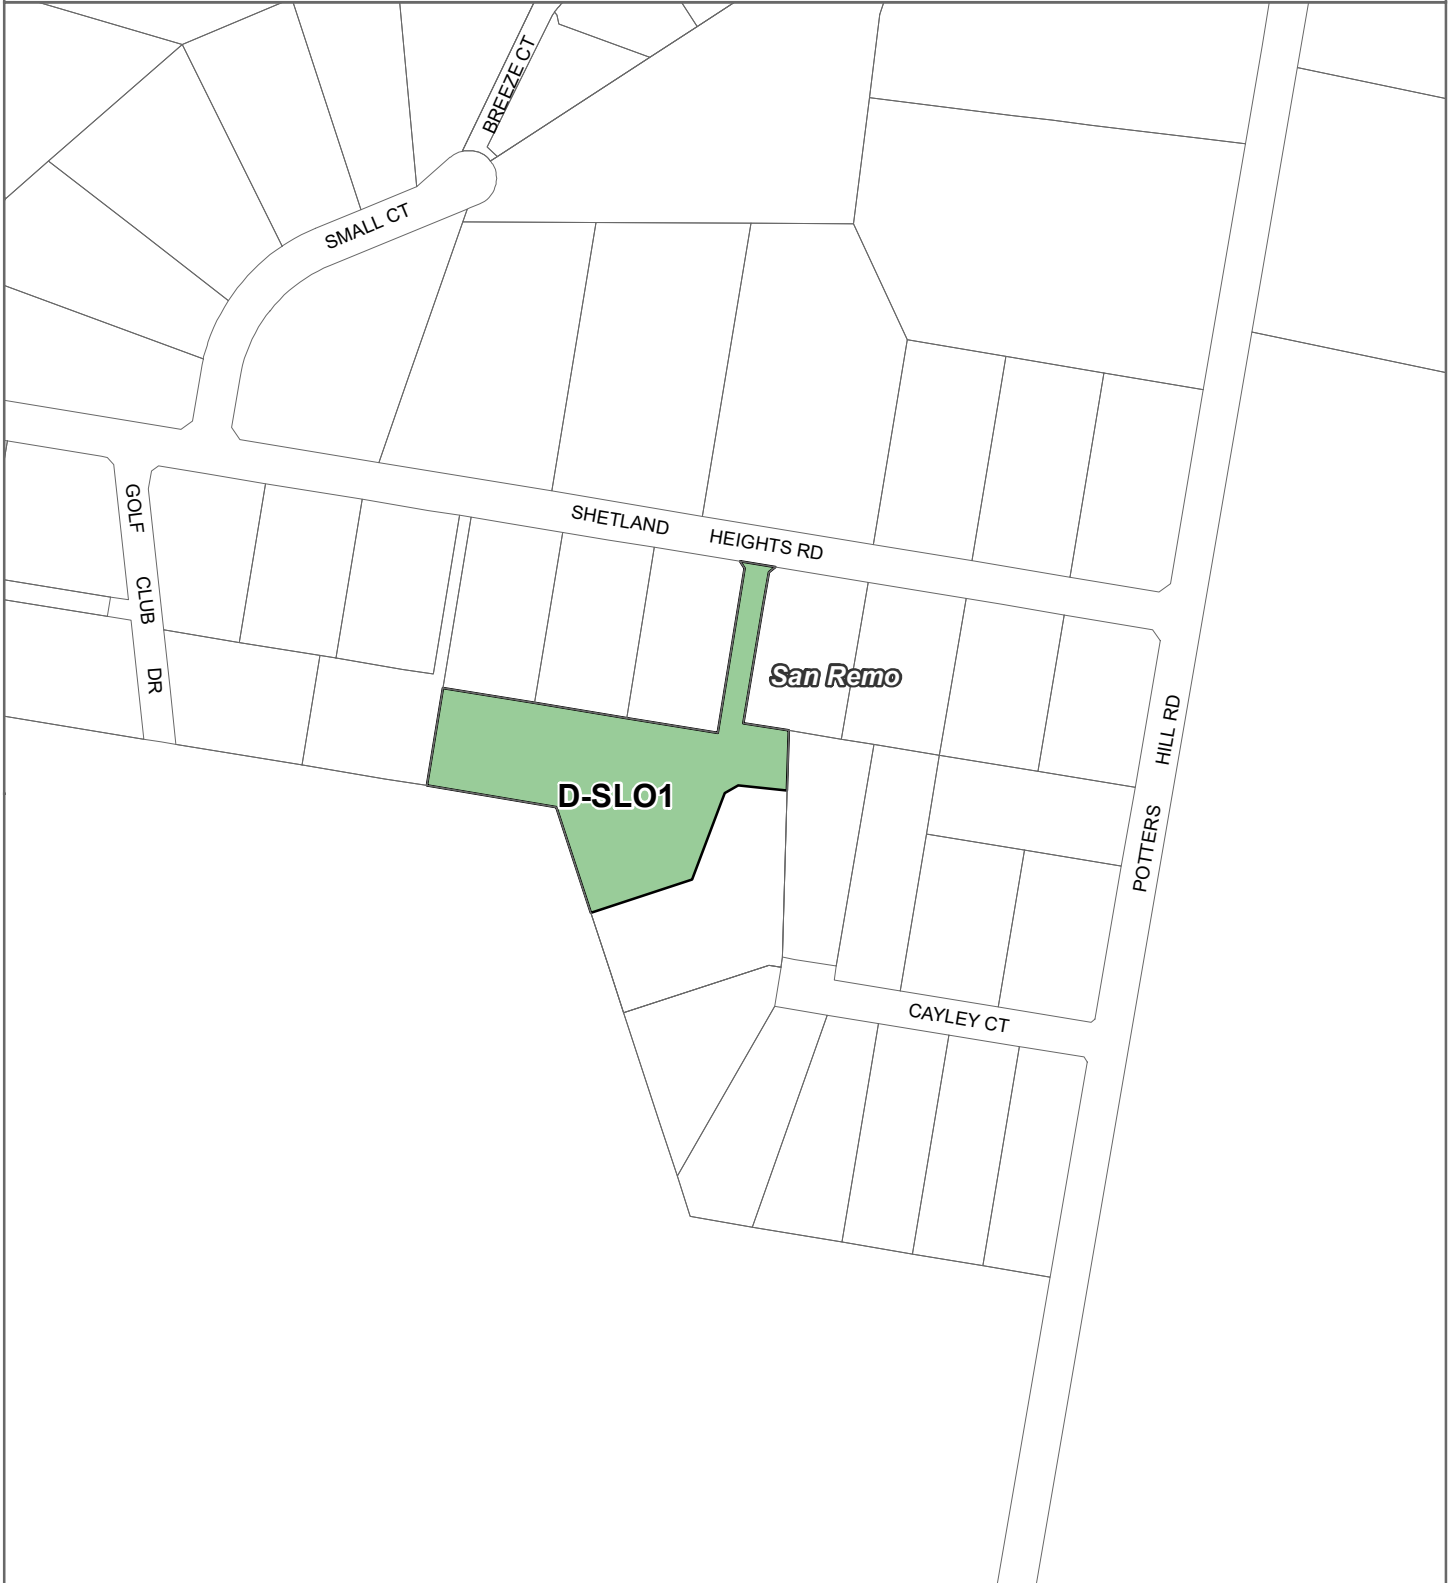 BREEZE CT
SMALL CT
GOLF CLUB DR
SHETLAND HEIGHTS RD
San Remo
POTTERS HILL RD
D-SLO1
CAYLEY CT